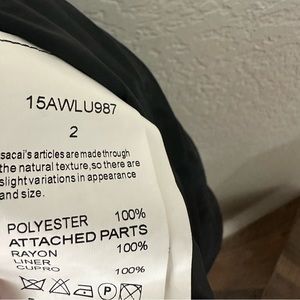 15AWLU987
2
sacai's articles are made through
the natural texture,so there are
slight variations in appearance
and size.
POLYESTER 100%
ATTACHED PARTS
RAYON 100%
LINER
CUPRO 100%